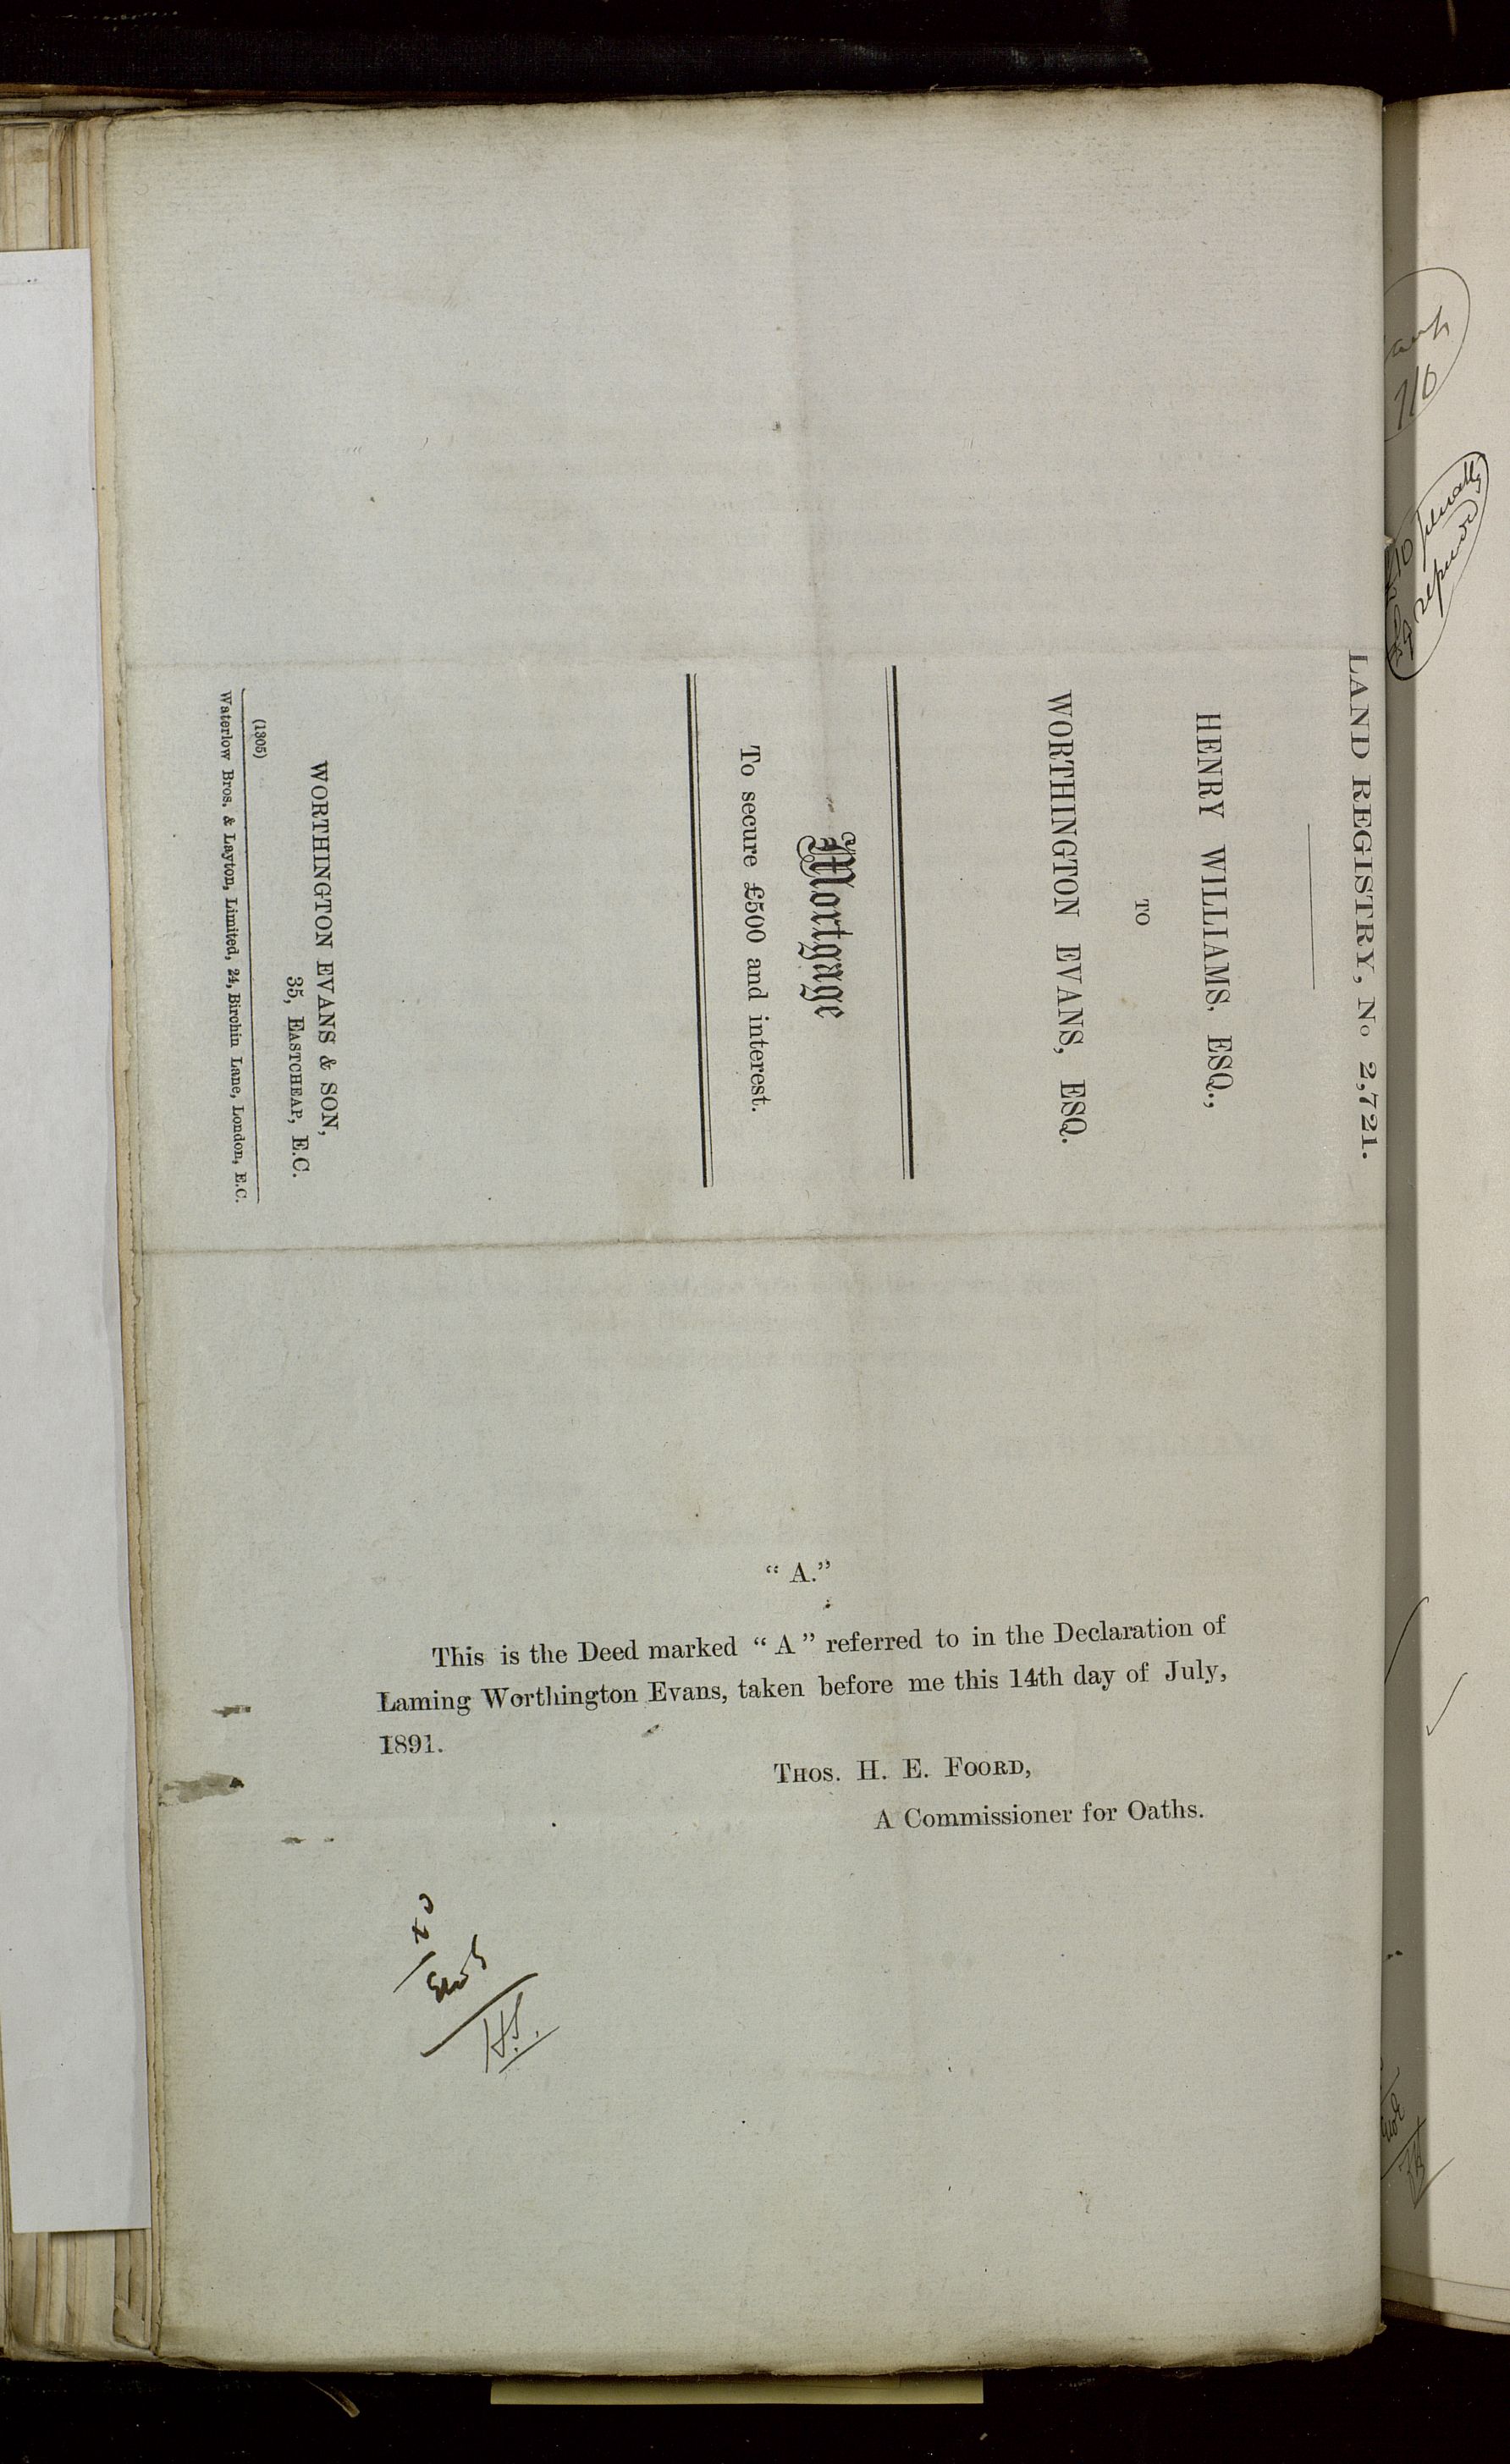 LAND REGISTRY, No 2,721.
HENRY WILLIAMS, ESQ.,
TO
WORTHINGTON EVANS, ESQ.
Mortgage
To secure £500 and interest.
WORTHINGTON EVANS & SON,
35, EASTCHEAP, E.C.
(1305)
Waterlow Bros. & Layton, Limited, 24, Birchin Lane, London, E.C.
“ A.”
This is the Deed marked “ A ” referred to in the Declaration of
Laming Worthington Evans, taken before me this 14th day of July,
1891.
THOS. H. E. FOORD,
A Commissioner for Oaths.